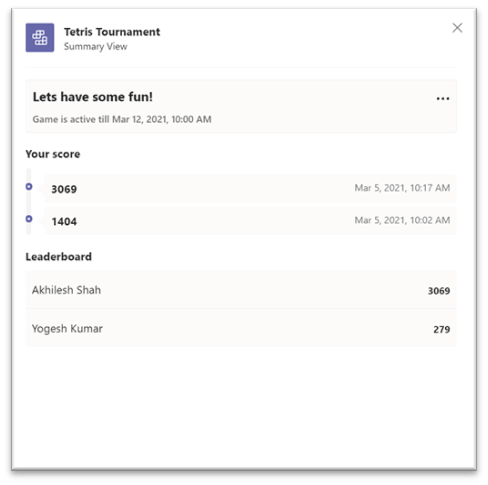 Tetris Tournament
Summary View
Lets have some fun!
Game is active till Mar 12, 2021, 10:00 AM
Your score
3069 Mar 5, 2021, 10:17 AM
1404 Mar 5, 2021, 10:02 AM
Leaderboard
Akhilesh Shah 3069
Yogesh Kumar 279